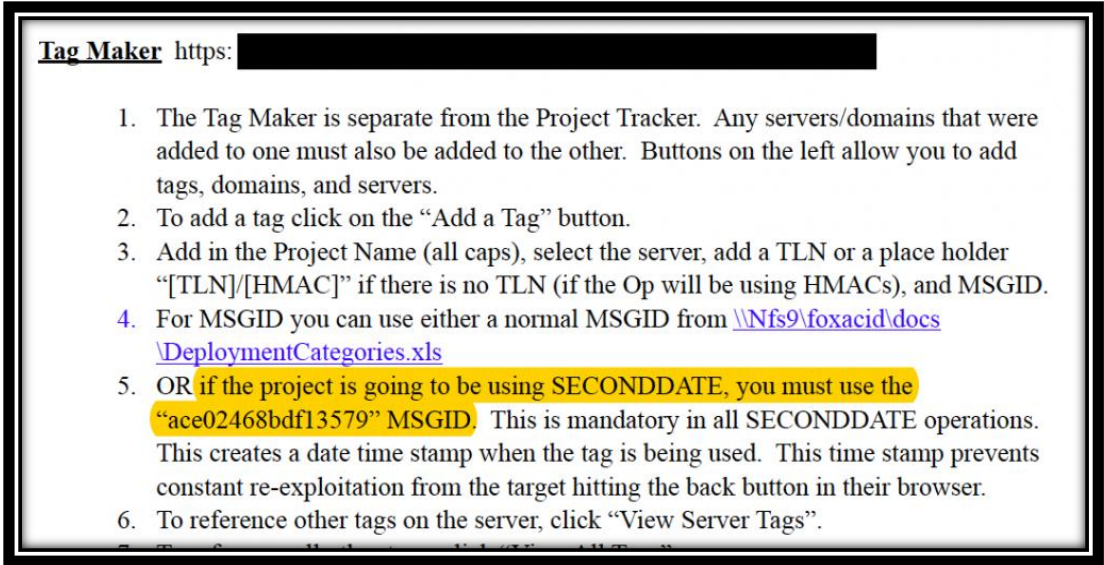 Tag Maker https:
1. The Tag Maker is separate from the Project Tracker. Any servers/domains that were
added to one must also be added to the other. Buttons on the left allow you to add
tags, domains, and servers.
2. To add a tag click on the “Add a Tag” button.
3. Add in the Project Name (all caps), select the server, add a TLN or a place holder
“[TLN]/[HMAC]” if there is no TLN (if the Op will be using HMACs), and MSGID.
4. For MSGID you can use either a normal MSGID from \\Nfs9\foxacid\docs
\DeploymentCategories.xls
5. OR if the project is going to be using SECONDDATE, you must use the
“ace02468bdf13579” MSGID. This is mandatory in all SECONDDATE operations.
This creates a date time stamp when the tag is being used. This time stamp prevents
constant re-exploitation from the target hitting the back button in their browser.
6. To reference other tags on the server, click “View Server Tags”.